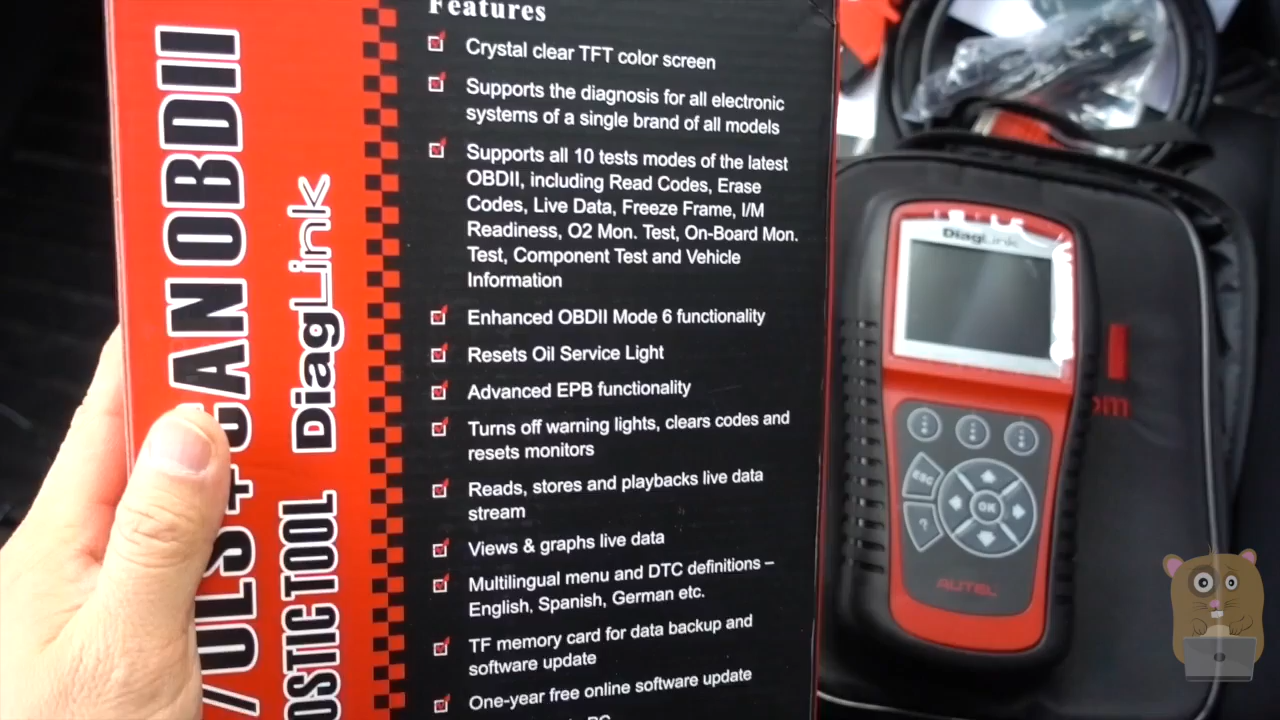 Features
Crystal clear TFT color screen
Supports the diagnosis for all electronic
systems of a single brand of all models
Supports all 10 tests modes of the latest
OBDII, including Read Codes, Erase
Codes, Live Data, Freeze Frame, I/M
Readiness, O2 Mon. Test, On-Board Mon.
Test, Component Test and Vehicle
Information
Enhanced OBDII Mode 6 functionality
Resets Oil Service Light
Advanced EPB functionality
Turns off warning lights, clears codes and
resets monitors
Reads, stores and playbacks live data
stream
Views & graphs live data
Multilingual menu and DTC definitions –
English, Spanish, German etc.
TF memory card for data backup and
software update
One-year free online software update
/OLS+CANOBDII
OSTIC TOOL DiagLink
DiagLink
ESC
OK
?
AUTEL
om